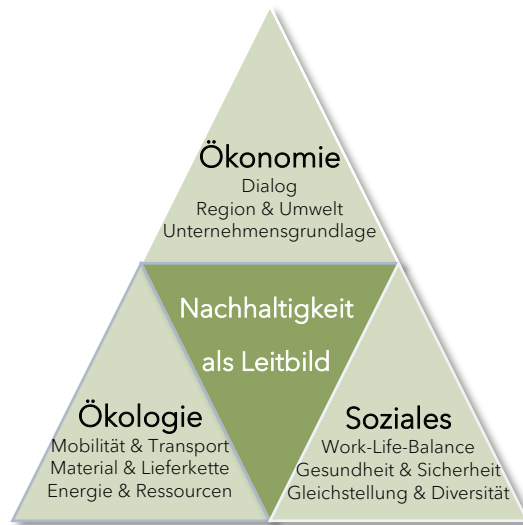 Ökonomie
Dialog
Region & Umwelt
Unternehmensgrundlage
Nachhaltigkeit
als Leitbild
Ökologie
Mobilität & Transport
Material & Lieferkette
Energie & Ressourcen
Soziales
Work-Life-Balance
Gesundheit & Sicherheit
Gleichstellung & Diversität